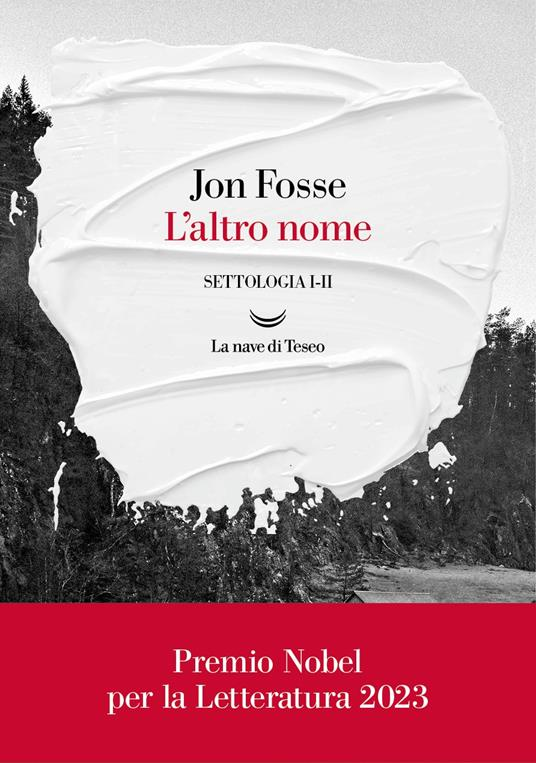 Jon Fosse
L'altro nome
SETTOLOGIA I-II
La nave di Teseo
Premio Nobel
per la Letteratura 2023